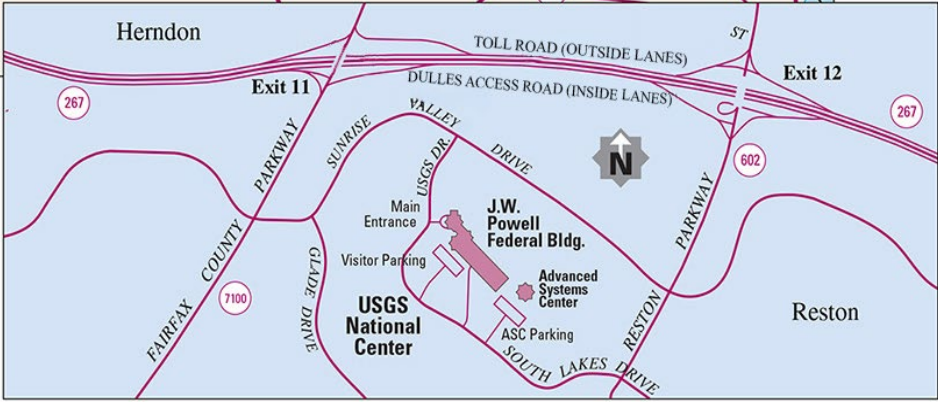 Herndon
ST
TOLL ROAD (OUTSIDE LANES)
Exit 12
Exit 11
DULLES ACCESS ROAD (INSIDE LANES)
267
267
VALLEY
SUNRISE
DRIVE
N
602
PARKWAY
USGS DR.
Main
Entrance
J.W.
Powell
Federal Bldg.
PARKWAY
COUNTY
GLADE DRIVE
Visitor Parking
Advanced
Systems
Center
7100
USGS
National
Center
ASC Parking
RESTON
Reston
FAIRFAX
SOUTH LAKES DRIVE